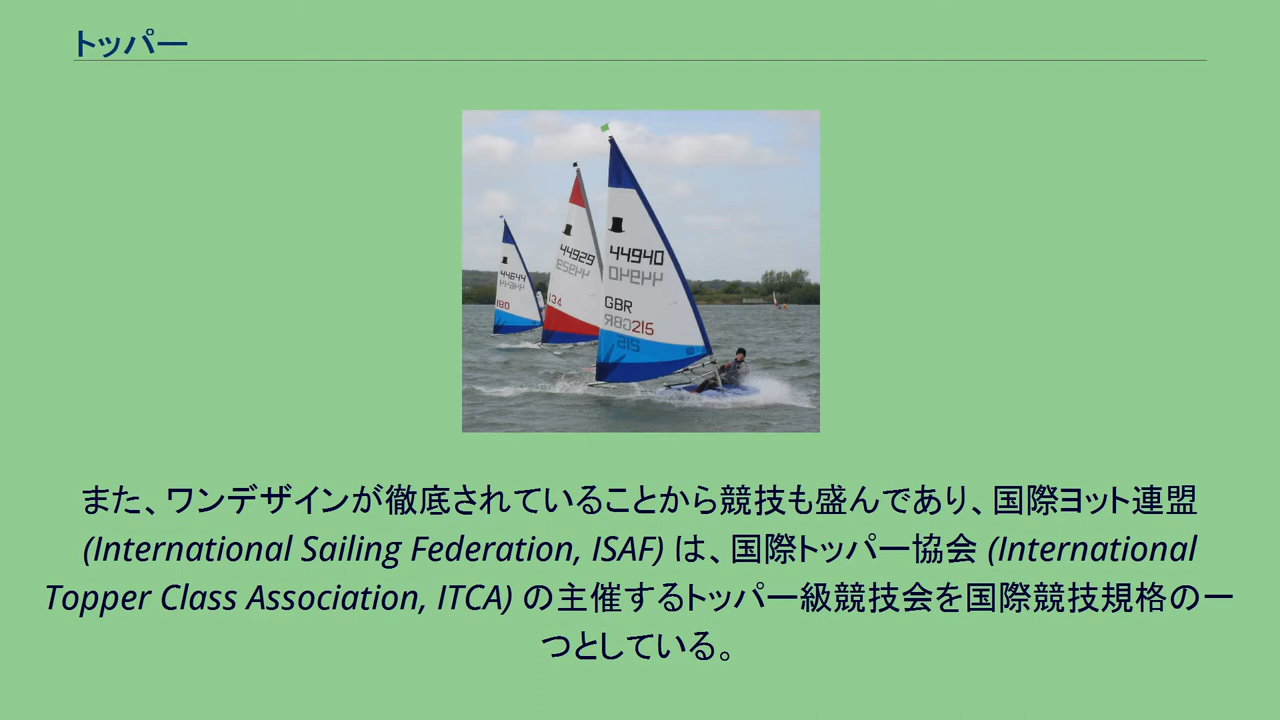 トッパー
44940
44929
44644
GBR
215
134
180
また、ワンデザインが徹底されていることから競技も盛んであり、国際ヨット連盟
(International Sailing Federation, ISAF) は、国際トッパー協会 (International
Topper Class Association, ITCA) の主催するトッパー級競技会を国際競技規格の一
つとしている。